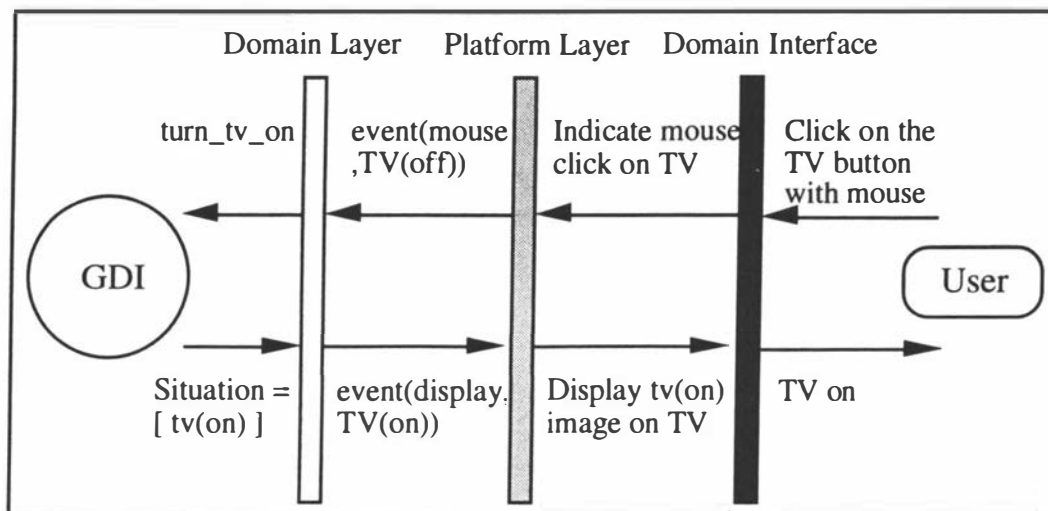 Domain Layer
Platform Layer
Domain Interface
turn_tv_on
event(mouse
,TV(off))
Indicate mouse
click on TV
Click on the
TV button
with mouse
GDI
User
Situation =
[ tv(on) ]
event(display,
TV(on))
Display tv(on)
image on TV
TV on